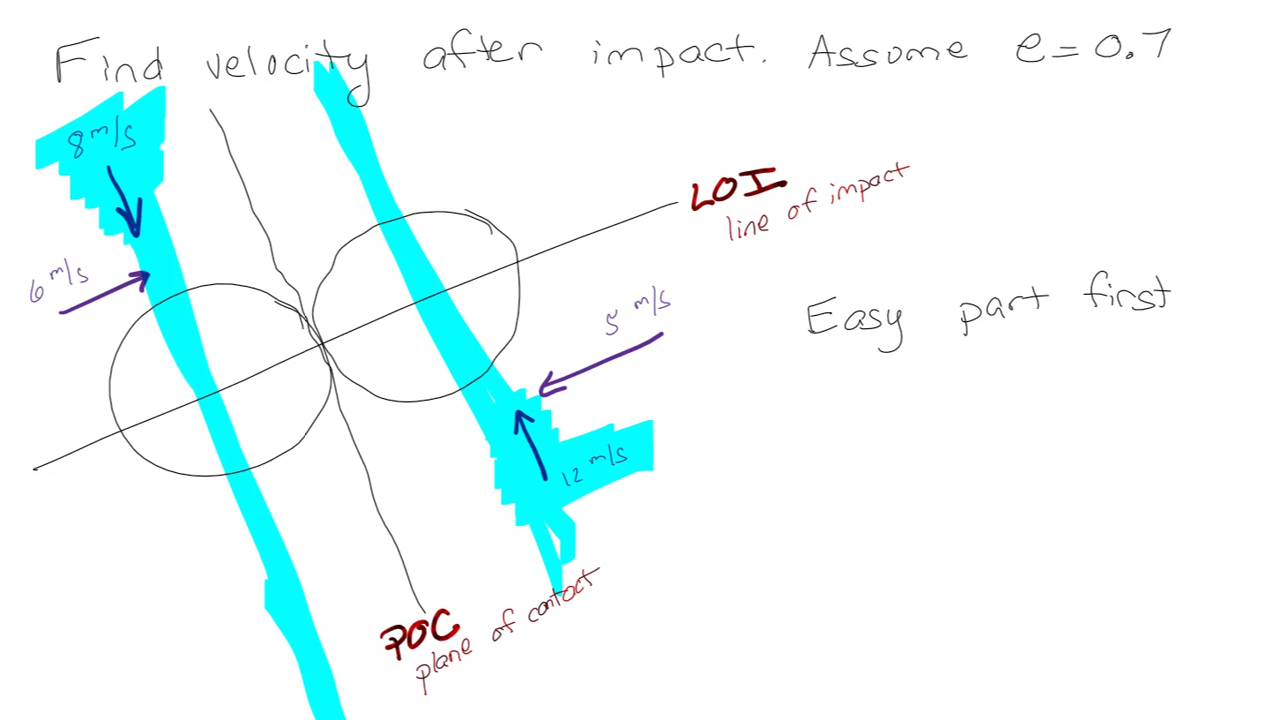 Find velocity after impact. Assume e=0.7
8 m/s
LOI
line of impact
6 m/s
5 m/s
Easy part first
12 m/s
POC
plane of contact